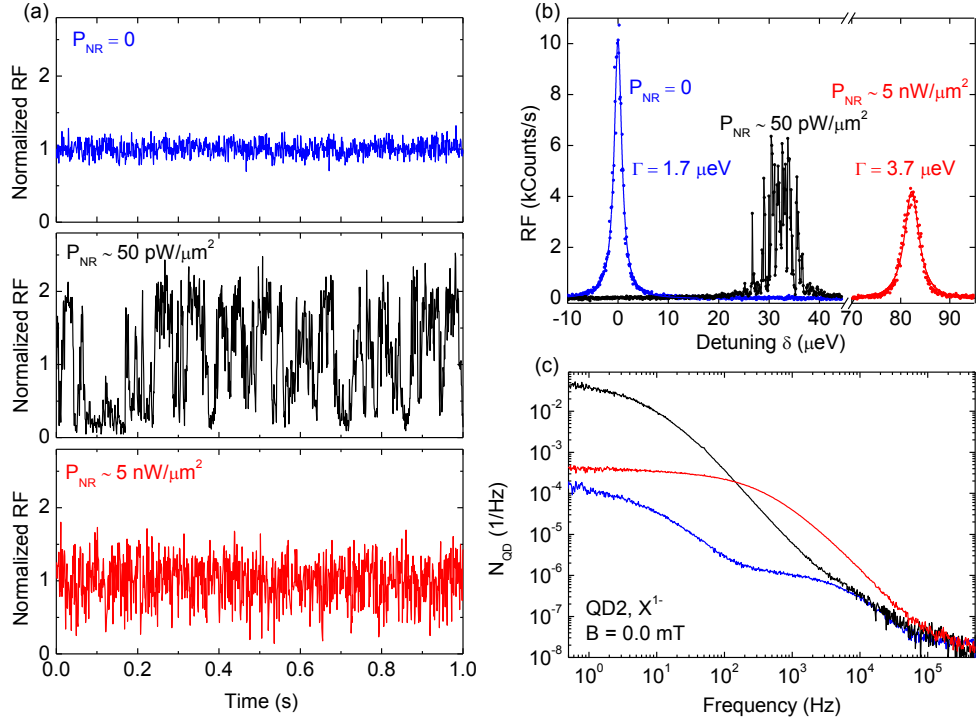 (a)
P_NR = 0
Normalized RF
2
1
0
P_NR ~ 50 pW/μm²
Normalized RF
2
1
0
P_NR ~ 5 nW/μm²
Normalized RF
2
1
0
0.0 0.2 0.4 0.6 0.8 1.0
Time (s)
(b)
RF (kCounts/s)
10
8
6
4
2
0
P_NR = 0
P_NR ~ 5 nW/μm²
P_NR ~ 50 pW/μm²
Γ = 1.7 μeV
Γ = 3.7 μeV
-10 0 10 20 30 40 70 80 90
Detuning δ (μeV)
(c)
N_QD (1/Hz)
10⁻²
10⁻³
10⁻⁴
10⁻⁵
10⁻⁶
10⁻⁷
10⁻⁸
QD2, X¹⁻
B = 0.0 mT
10⁰ 10¹ 10² 10³ 10⁴ 10⁵
Frequency (Hz)